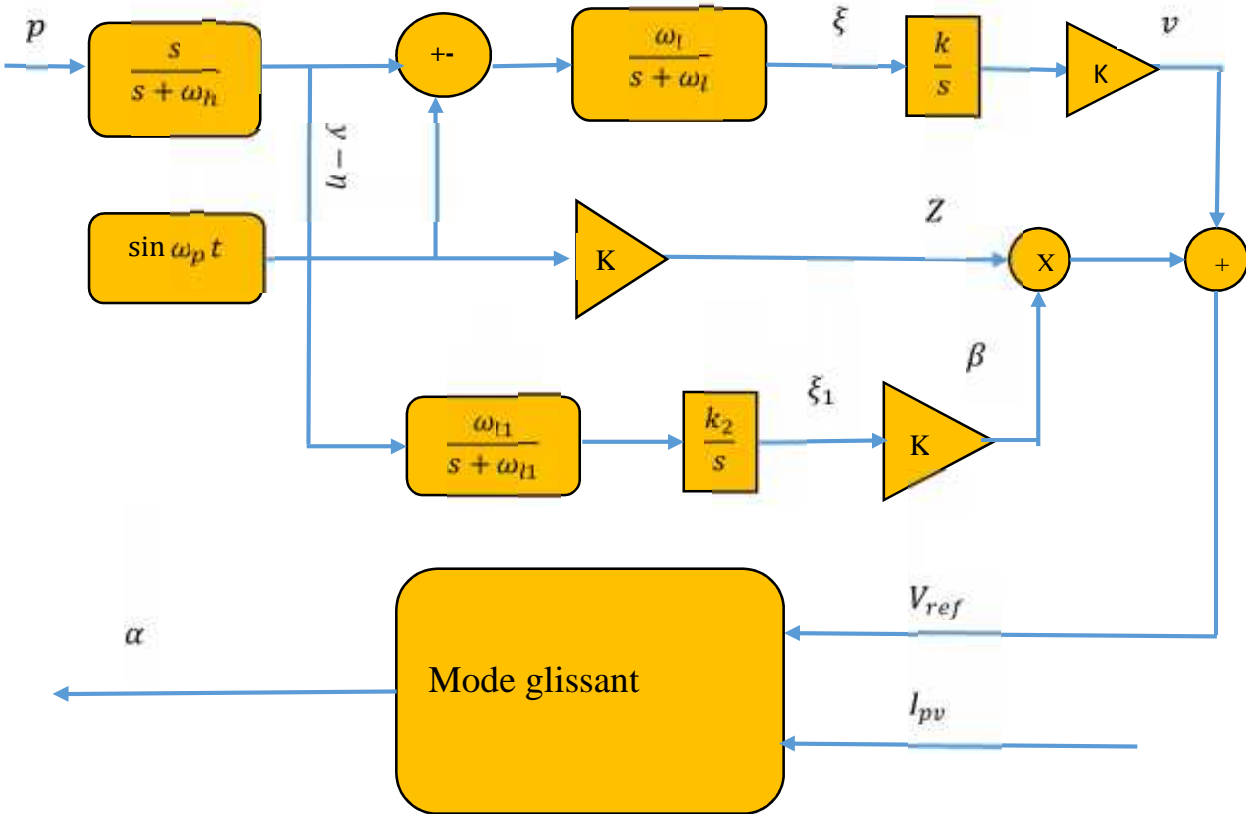 p
s
s + ω_h
+-
ω_l
s + ω_l
ξ
k
s
K
v
y − η
sin ω_p t
K
Z
X
+
β
ω_l1
s + ω_l1
k_2
s
ξ_1
K
V_ref
α
Mode glissant
I_pv